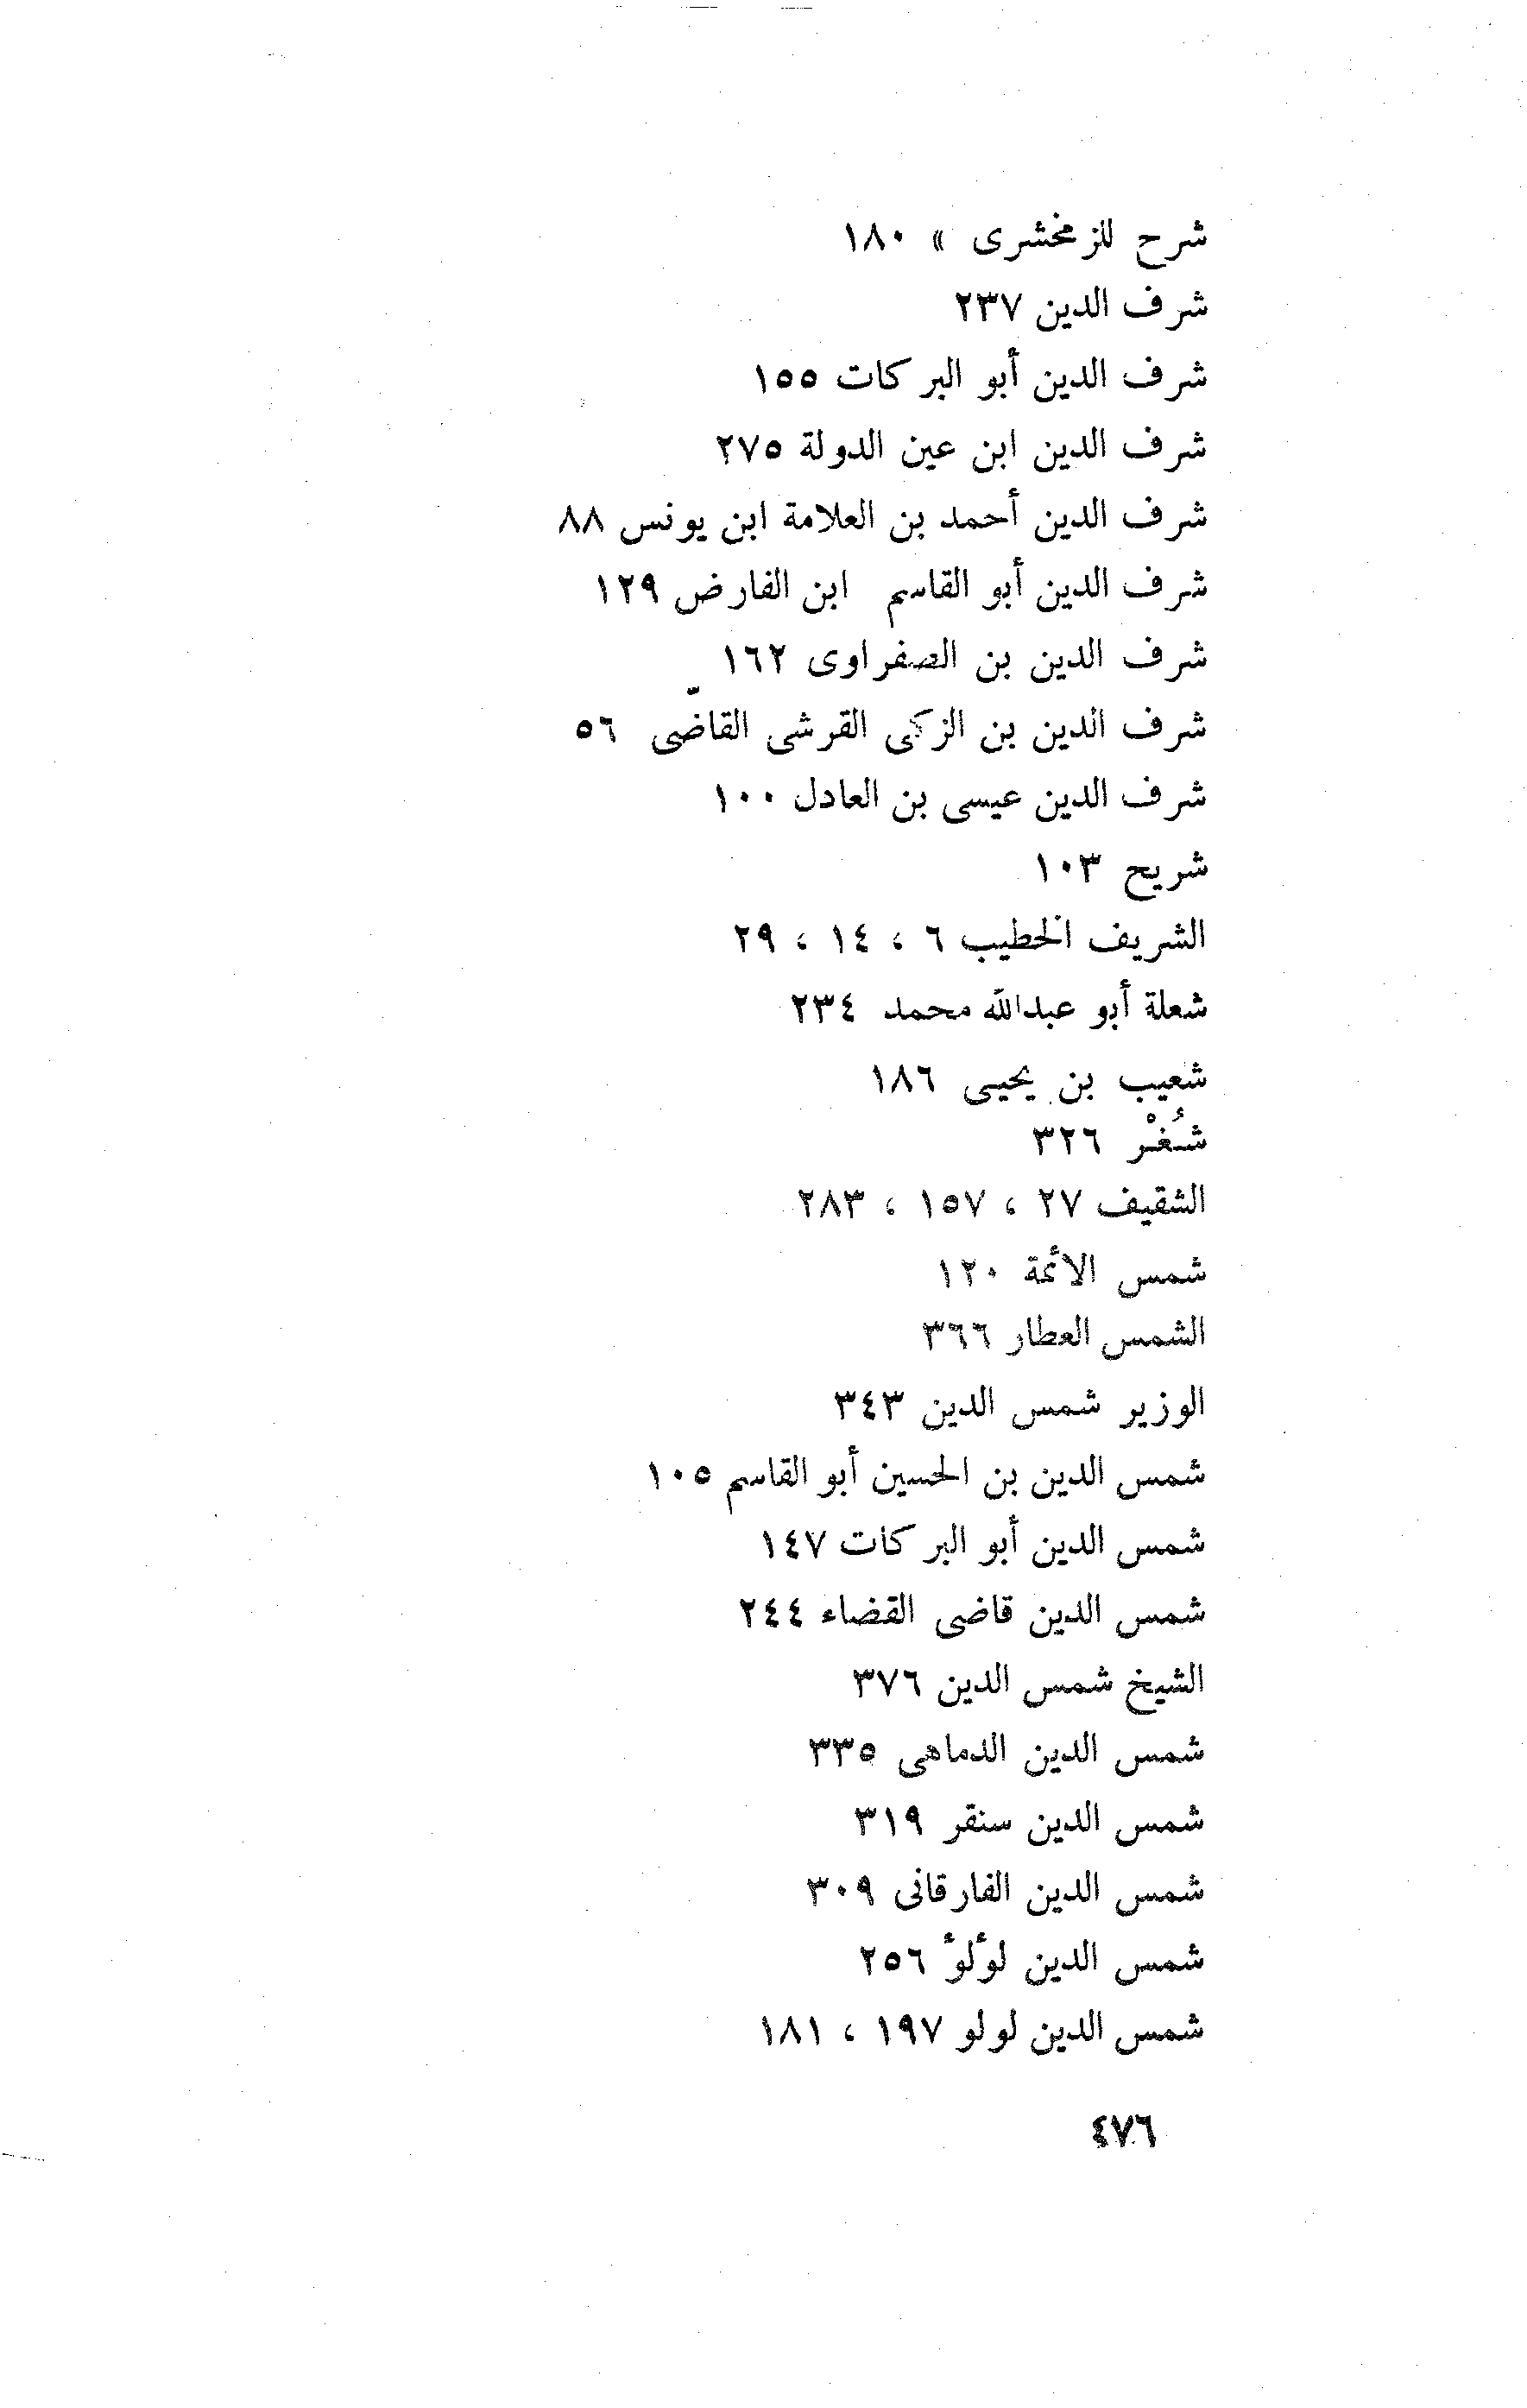 شرح للزمخشرى » ١٨٠
شرف الدين ٢٣٧
شرف الدين أبو البركات ١٥٥
شرف الدين ابن عين الدولة ٢٧٥
شرف الدين أحمد بن العلامة ابن يونس ٨٨
شرف الدين أبو القاسم ابن الفارض ١٢٩
شرف الدين بن الصفراوى ١٦٢
شرف الدين بن الزكى القرشى القاضى ٥٦
شرف الدين عيسى بن العادل ١٠٠
شريح ١٠٣
الشريف الخطيب ٦ ، ١٤ ، ٢٩
شعلة أبو عبدالله محمد ٢٣٤
شعيب بن يحيى ١٨٦
شُغْر ٣٢٦
الشقيف ٢٧ ، ١٥٧ ، ٢٨٣
شمس الأئمة ١٢٠
الشمس العطار ٣٦٦
الوزير شمس الدين ٣٤٣
شمس الدين بن الحسين أبو القاسم ١٠٥
شمس الدين أبو البركات ١٤٧
شمس الدين قاضى القضاء ٢٤٤
الشيخ شمس الدين ٣٧٦
شمس الدين الدماهى ٣٣٥
شمس الدين سنقر ٣١٩
شمس الدين الفارقانى ٣٠٩
شمس الدين لؤلؤ ٢٥٦
شمس الدين لولو ١٩٧ ، ١٨١
٤٧٦